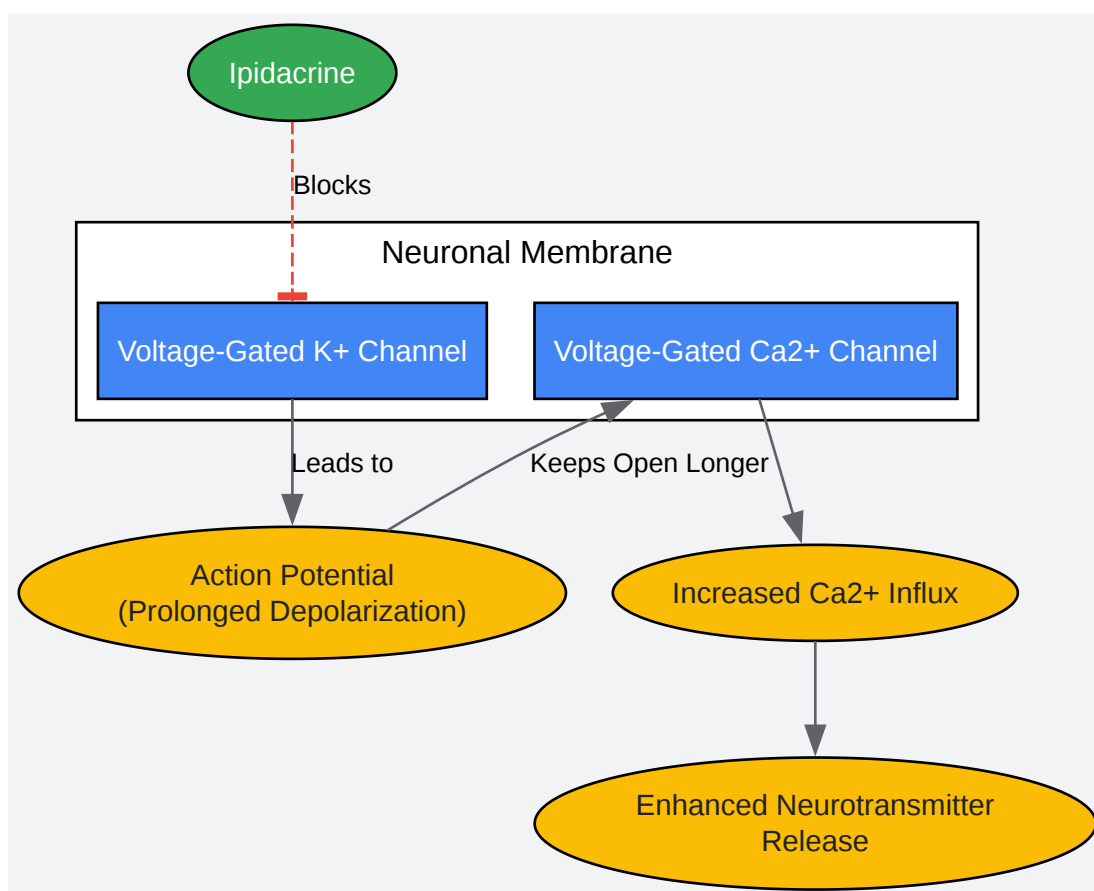 Ipidacrine
Blocks
Neuronal Membrane
Voltage-Gated K+ Channel
Voltage-Gated Ca2+ Channel
Leads to
Keeps Open Longer
Action Potential
(Prolonged Depolarization)
Increased Ca2+ Influx
Enhanced Neurotransmitter
Release